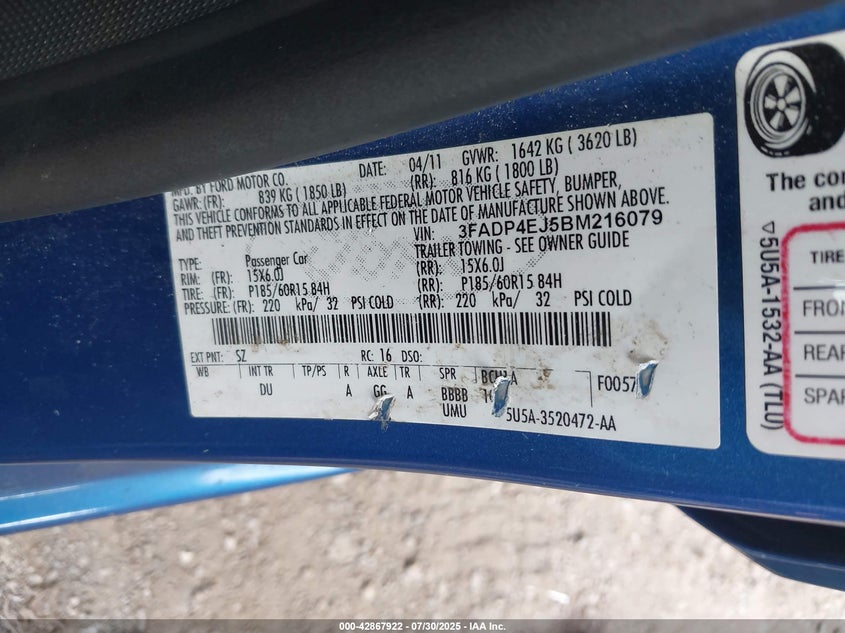 MFD. BY FORD MOTOR CO. DATE: 04/11 GVWR: 1642 KG ( 3620 LB)
GAWR: (FR): 839 KG ( 1850 LB) (RR): 816 KG ( 1800 LB)
THIS VEHICLE CONFORMS TO ALL APPLICABLE FEDERAL MOTOR VEHICLE SAFETY, BUMPER,
AND THEFT PREVENTION STANDARDS IN EFFECT ON THE DATE OF MANUFACTURE SHOWN ABOVE.
VIN: 3FADP4EJ5BM216079
TYPE: Passenger Car TRAILER TOWING - SEE OWNER GUIDE
RIM: (FR): 15X6.0J (RR): 15X6.0J
TIRE: (FR): P185/60R15 84H (RR): P185/60R15 84H
PRESSURE: (FR): 220 kPa/ 32 PSI COLD (RR): 220 kPa/ 32 PSI COLD
EXT PNT: SZ RC: 16 DSO:
WB INT TR TP/PS R AXLE TR SPR
DU A GG A BBBB
UMU
F0057
5U5A-3520472-AA
The
and
TIRE
FRON
REAR
SPAR
▽5U5A-1532-AA (TLU)
000-42867922 - 07/30/2025 - IAA Inc.